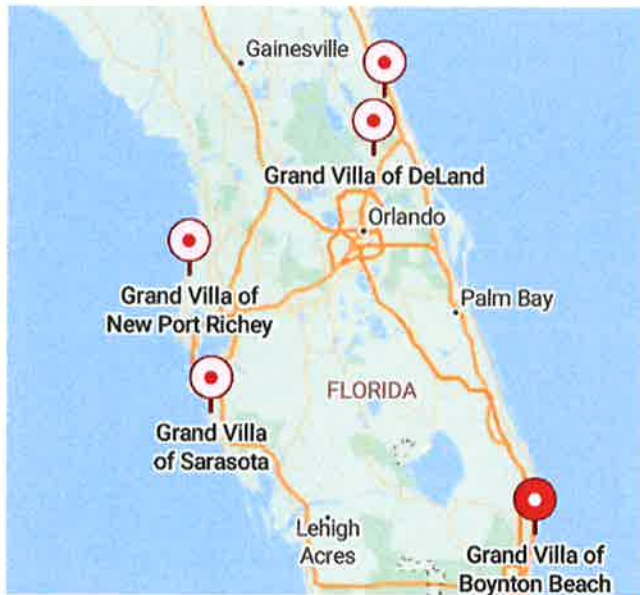 Gainesville
Grand Villa of DeLand
Orlando
Grand Villa of
New Port Richey
Palm Bay
FLORIDA
Grand Villa
of Sarasota
Lehigh
Acres
Grand Villa of
Boynton Beach